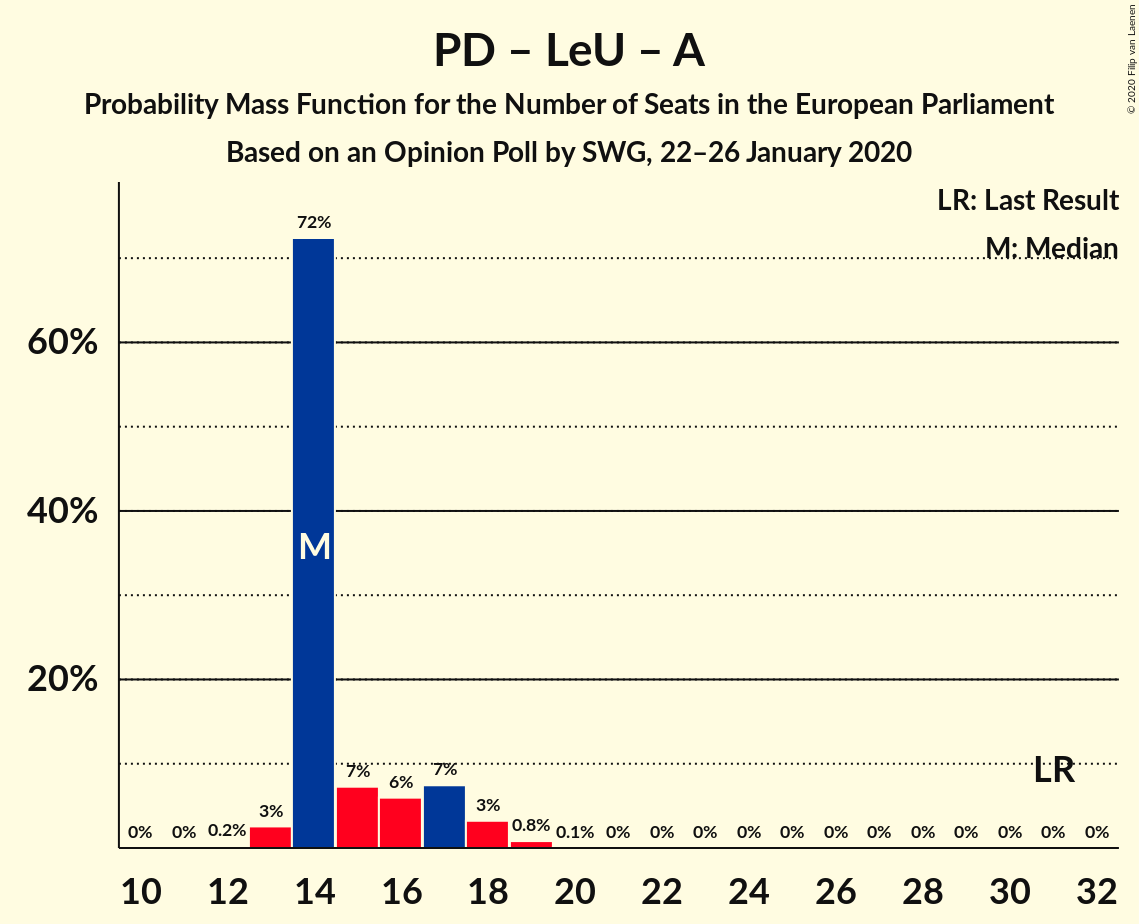 PD – LeU – A
Probability Mass Function for the Number of Seats in the European Parliament
Based on an Opinion Poll by SWG, 22–26 January 2020
© 2020 Filip van Laenen
LR: Last Result
M: Median
72%
60%
40%
M
20%
LR
0% 0% 0.2% 3% 7% 6% 7% 3% 0.8% 0.1% 0% 0% 0% 0% 0% 0% 0% 0% 0% 0% 0% 0%
10 12 14 16 18 20 22 24 26 28 30 32